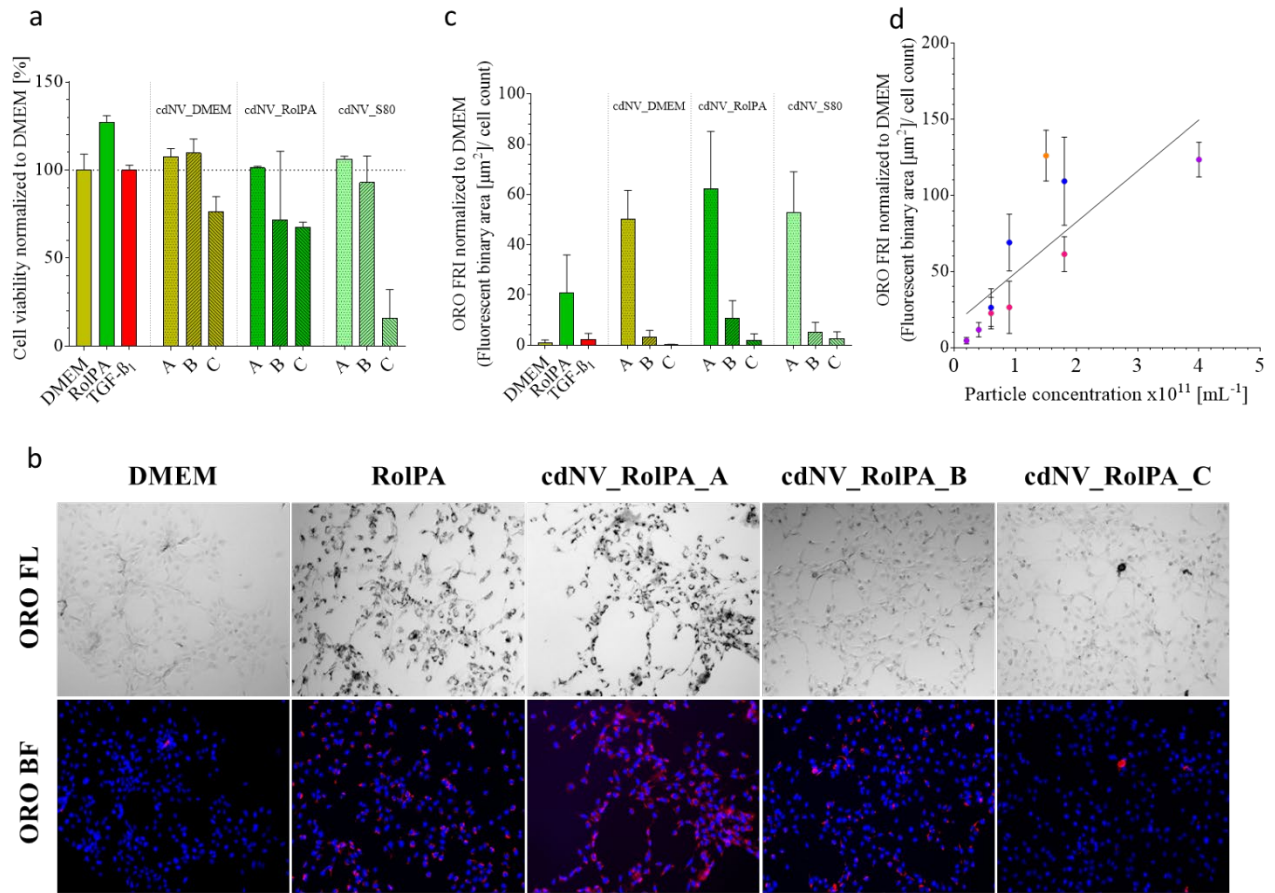 a
Cell viability normalized to DMEM [%]
150
100
50
0
cdNV_DMEM
cdNV_RolPA
cdNV_S80
DMEM
RolPA
TGF-ß₁
A
B
C
A
B
C
A
B
C
c
ORO FRI normalized to DMEM
(Fluorescent binary area [µm²]/ cell count)
100
80
60
40
20
0
cdNV_DMEM
cdNV_RolPA
cdNV_S80
DMEM
RolPA
TGF-ß₁
A
B
C
A
B
C
A
B
C
d
ORO FRI normalized to DMEM
(Fluorescent binary area [µm²]/ cell count)
200
150
100
50
0
0
1
2
3
4
5
Particle concentration x10¹¹ [mL⁻¹]
b
DMEM
RolPA
cdNV_RolPA_A
cdNV_RolPA_B
cdNV_RolPA_C
ORO FL
ORO BF